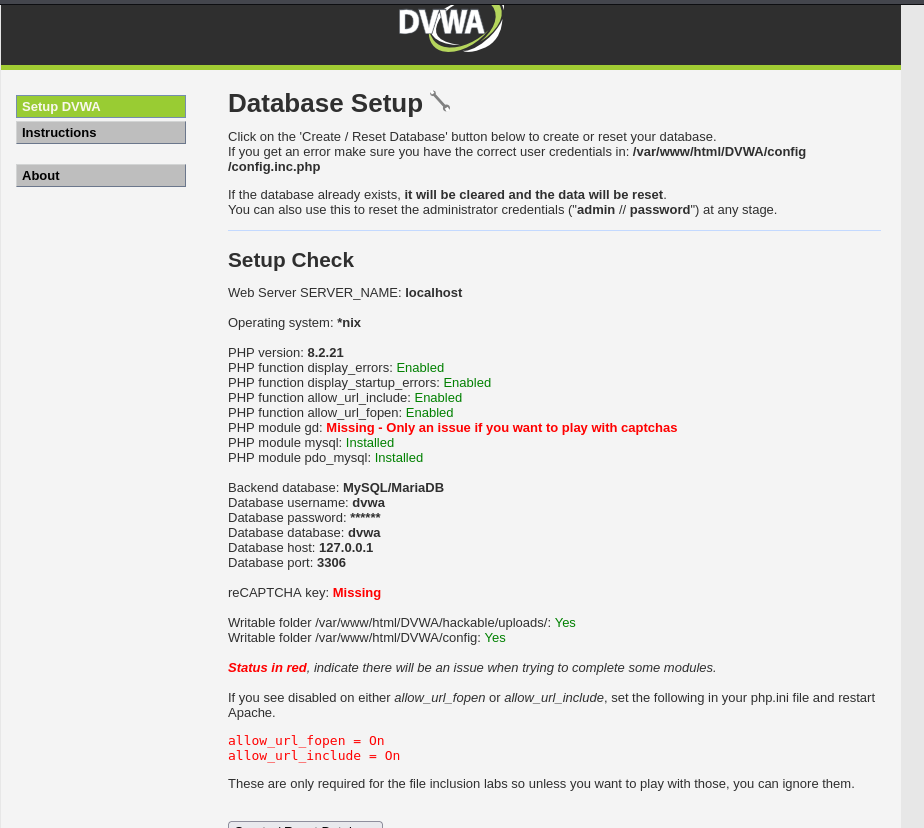 DVWA
Setup DVWA
Instructions
About
Database Setup
Click on the 'Create / Reset Database' button below to create or reset your database.
If you get an error make sure you have the correct user credentials in: /var/www/html/DVWA/config
/config.inc.php
If the database already exists, it will be cleared and the data will be reset.
You can also use this to reset the administrator credentials ("admin // password") at any stage.
Setup Check
Web Server SERVER_NAME: localhost
Operating system: *nix
PHP version: 8.2.21
PHP function display_errors: Enabled
PHP function display_startup_errors: Enabled
PHP function allow_url_include: Enabled
PHP function allow_url_fopen: Enabled
PHP module gd: Missing - Only an issue if you want to play with captchas
PHP module mysql: Installed
PHP module pdo_mysql: Installed
Backend database: MySQL/MariaDB
Database username: dvwa
Database password: ******
Database database: dvwa
Database host: 127.0.0.1
Database port: 3306
reCAPTCHA key: Missing
Writable folder /var/www/html/DVWA/hackable/uploads/: Yes
Writable folder /var/www/html/DVWA/config: Yes
Status in red, indicate there will be an issue when trying to complete some modules.
If you see disabled on either allow_url_fopen or allow_url_include, set the following in your php.ini file and restart
Apache.
allow_url_fopen = On
allow_url_include = On
These are only required for the file inclusion labs so unless you want to play with those, you can ignore them.